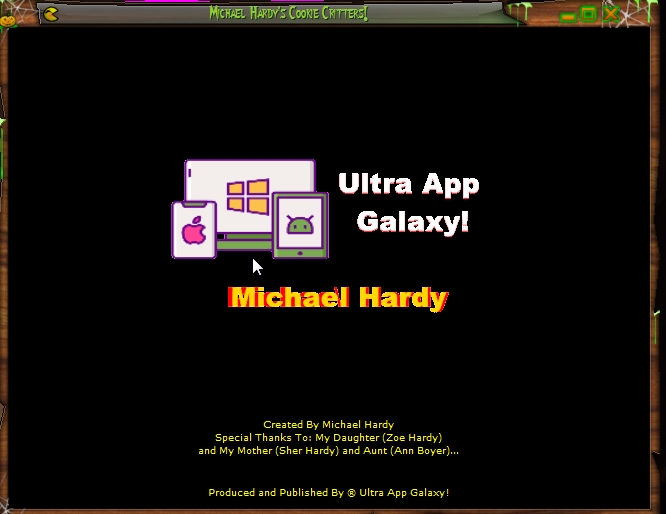 Michael Hardy's Cookie Critters!
Ultra App
Galaxy!
Michael Hardy
Created By Michael Hardy
Special Thanks To: My Daughter (Zoe Hardy)
and My Mother (Sher Hardy) and Aunt (Ann Boyer)...
Produced and Published By ® Ultra App Galaxy!